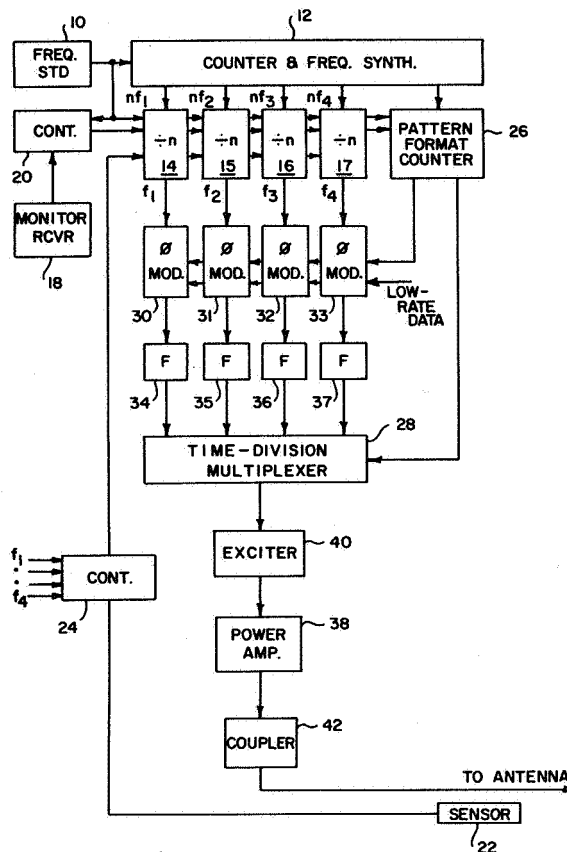 10
12
FREQ.
STD
COUNTER & FREQ. SYNTH.
nf1
nf2
nf3
nf4
CONT.
20
÷n
14
÷n
15
÷n
16
÷n
17
PATTERN
FORMAT
COUNTER
26
f1
f2
f3
f4
MONITOR
RCVR
18
Ø
MOD.
Ø
MOD.
Ø
MOD.
Ø
MOD.
LOW-
RATE
DATA
30
31
32
33
F
F
F
F
34
35
36
37
28
TIME-DIVISION
MULTIPLEXER
EXCITER
40
f1
f4
CONT.
24
POWER
AMP.
38
COUPLER
42
TO ANTENNA
SENSOR
22